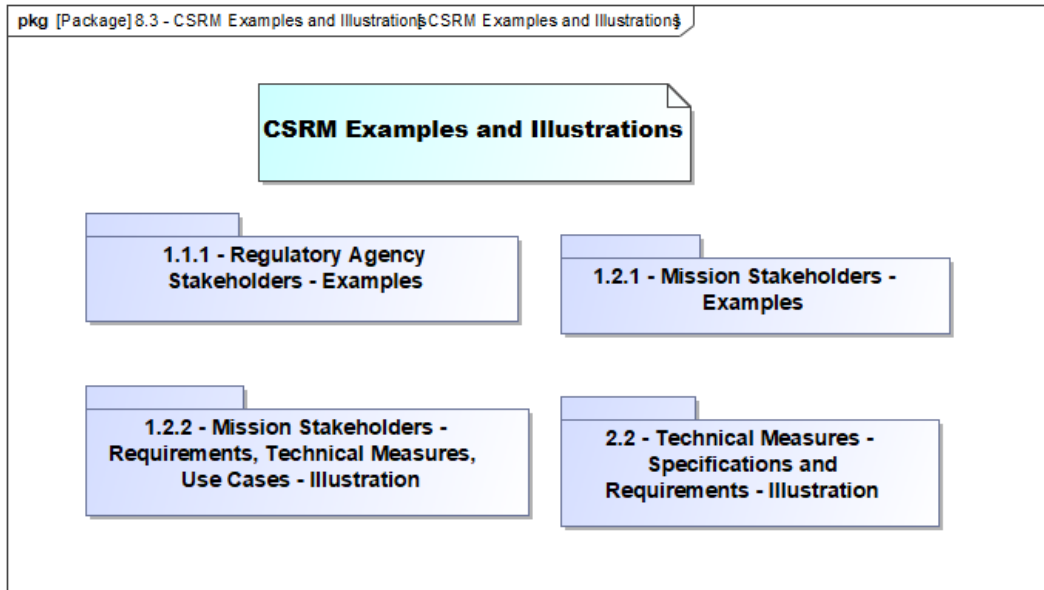 pkg [Package] 8.3 - CSRM Examples and Illustrations[CSRM Examples and Illustrations]
CSRM Examples and Illustrations
1.1.1 - Regulatory Agency
Stakeholders - Examples
1.2.1 - Mission Stakeholders -
Examples
1.2.2 - Mission Stakeholders -
Requirements, Technical Measures,
Use Cases - Illustration
2.2 - Technical Measures -
Specifications and
Requirements - Illustration